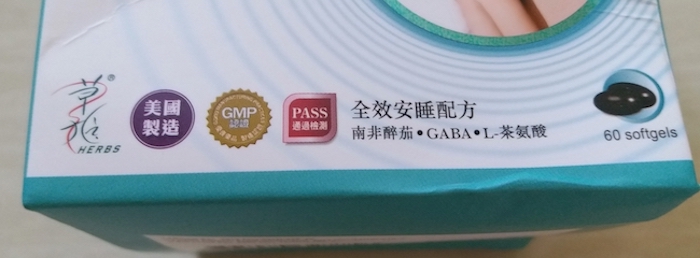 草姬®
HERBS
美國
製造
GMP
認證
PASS
通過檢測
全效安睡配方
南非醉茄•GABA•L-茶氨酸
60 softgels